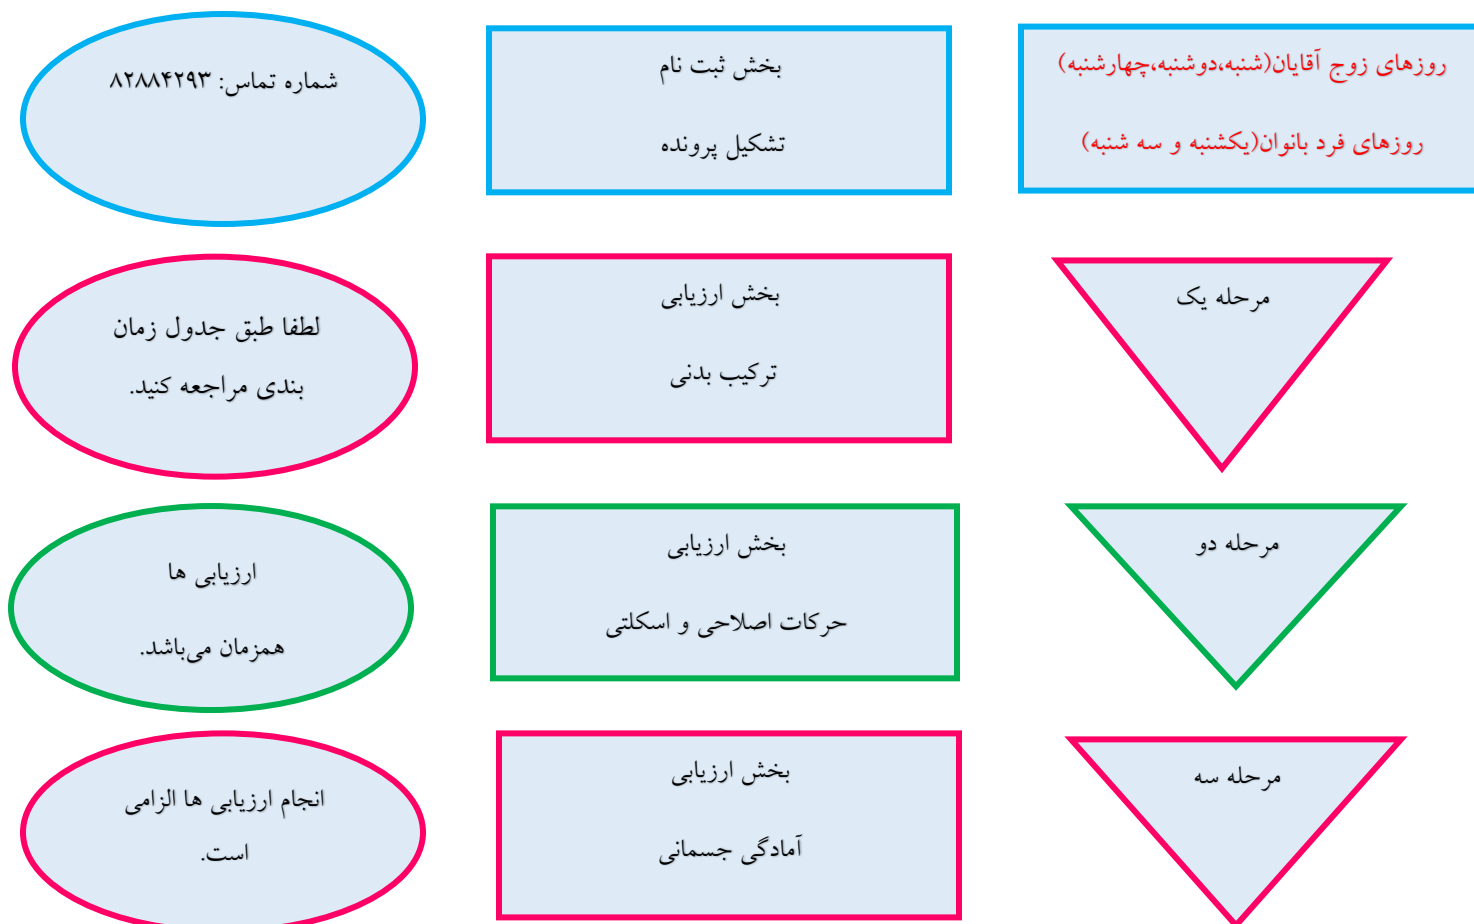 روزهای زوج آقایان(شنبه،دوشنبه،چهارشنبه)
روزهای فرد بانوان(یکشنبه و سه شنبه)
بخش ثبت نام
تشکیل پرونده
شماره تماس: ۸۲۸۸۴۲۹۳
مرحله یک
بخش ارزیابی
ترکیب بدنی
لطفا طبق جدول زمان
بندی مراجعه کنید.
مرحله دو
بخش ارزیابی
حرکات اصلاحی و اسکلتی
ارزیابی ها
همزمان می‌باشد.
مرحله سه
بخش ارزیابی
آمادگی جسمانی
انجام ارزیابی ها الزامی
است.